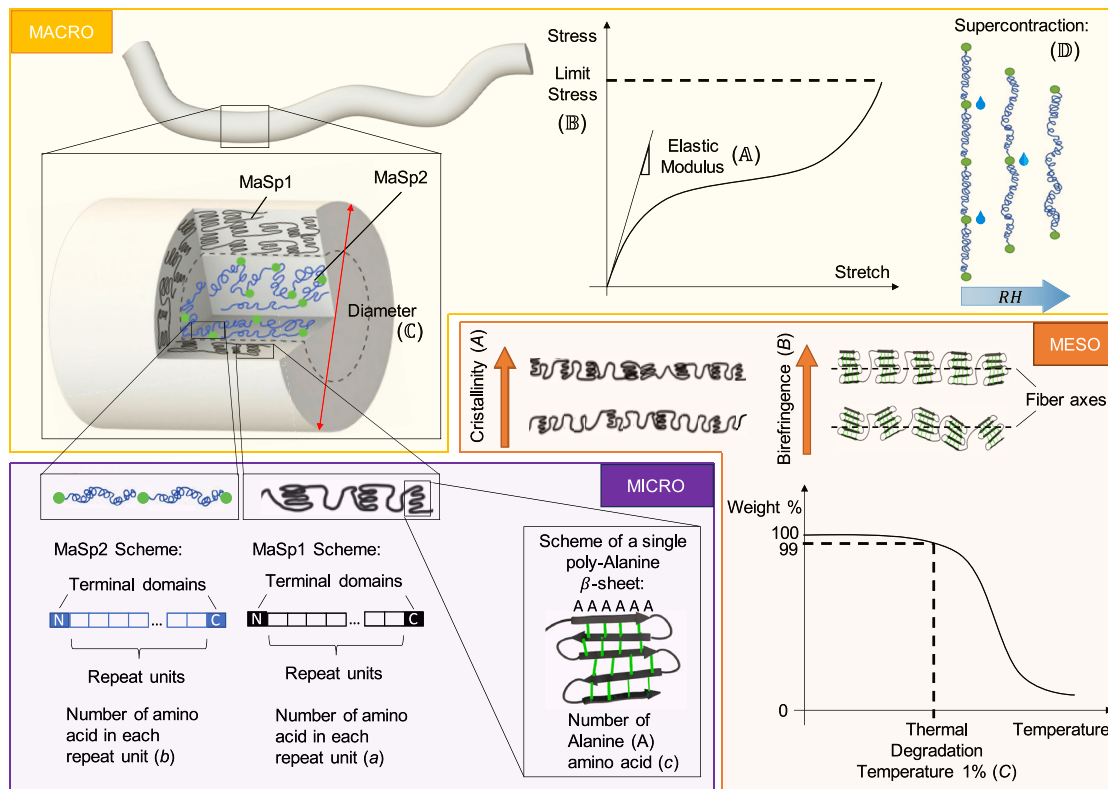 MACRO
MaSp1
MaSp2
Diameter (ℂ)
Stress
Limit
Stress
(𝔹)
Elastic
Modulus (𝔸)
Stretch
Supercontraction:
(𝔻)
RH
MESO
Cristallinity (A)
Birefringence (B)
Fiber axes
Weight %
100
99
0
Thermal
Degradation
Temperature 1% (C)
Temperature
MICRO
MaSp2 Scheme:
Terminal domains
N ... C
Repeat units
Number of amino
acid in each
repeat unit (b)
MaSp1 Scheme:
Terminal domains
N ... C
Repeat units
Number of amino
acid in each
repeat unit (a)
Scheme of a single
poly-Alanine
β-sheet:
A A A A A A
Number of
Alanine (A)
amino acid (c)